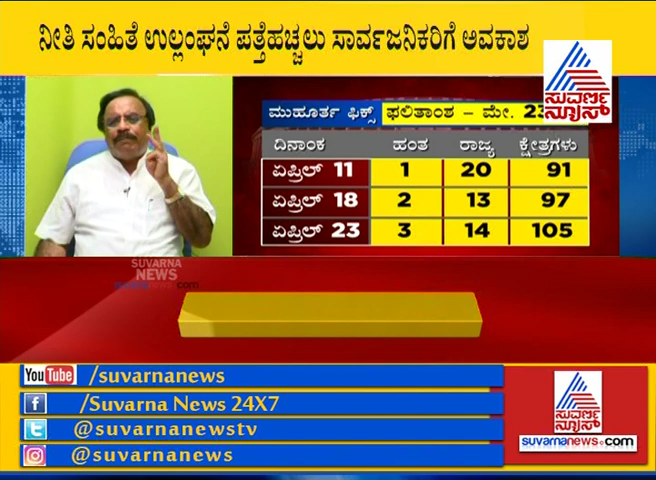 ನೀತಿ ಸಂಹಿತೆ ಉಲ್ಲಂಘನೆ ಪತ್ತೆಹಚ್ಚಲು ಸಾರ್ವಜನಿಕರಿಗೆ ಅವಕಾಶ
ಸುವರ್ಣ
ನ್ಯೂಸ್
ಮುಹೂರ್ತ ಫಿಕ್ಸ್ ಫಲಿತಾಂಶ - ಮೇ. 23
ದಿನಾಂಕ ಹಂತ ರಾಜ್ಯ ಕ್ಷೇತ್ರಗಳು
ಏಪ್ರಿಲ್ 11 1 20 91
ಏಪ್ರಿಲ್ 18 2 13 97
ಏಪ್ರಿಲ್ 23 3 14 105
SUVARNA
NEWS
suvarnanews.com
YouTube /suvarnanews
/Suvarna News 24X7
@suvarnanewstv
@suvarnanews
ಸುವರ್ಣ
ನ್ಯೂಸ್
suvarnanews.com